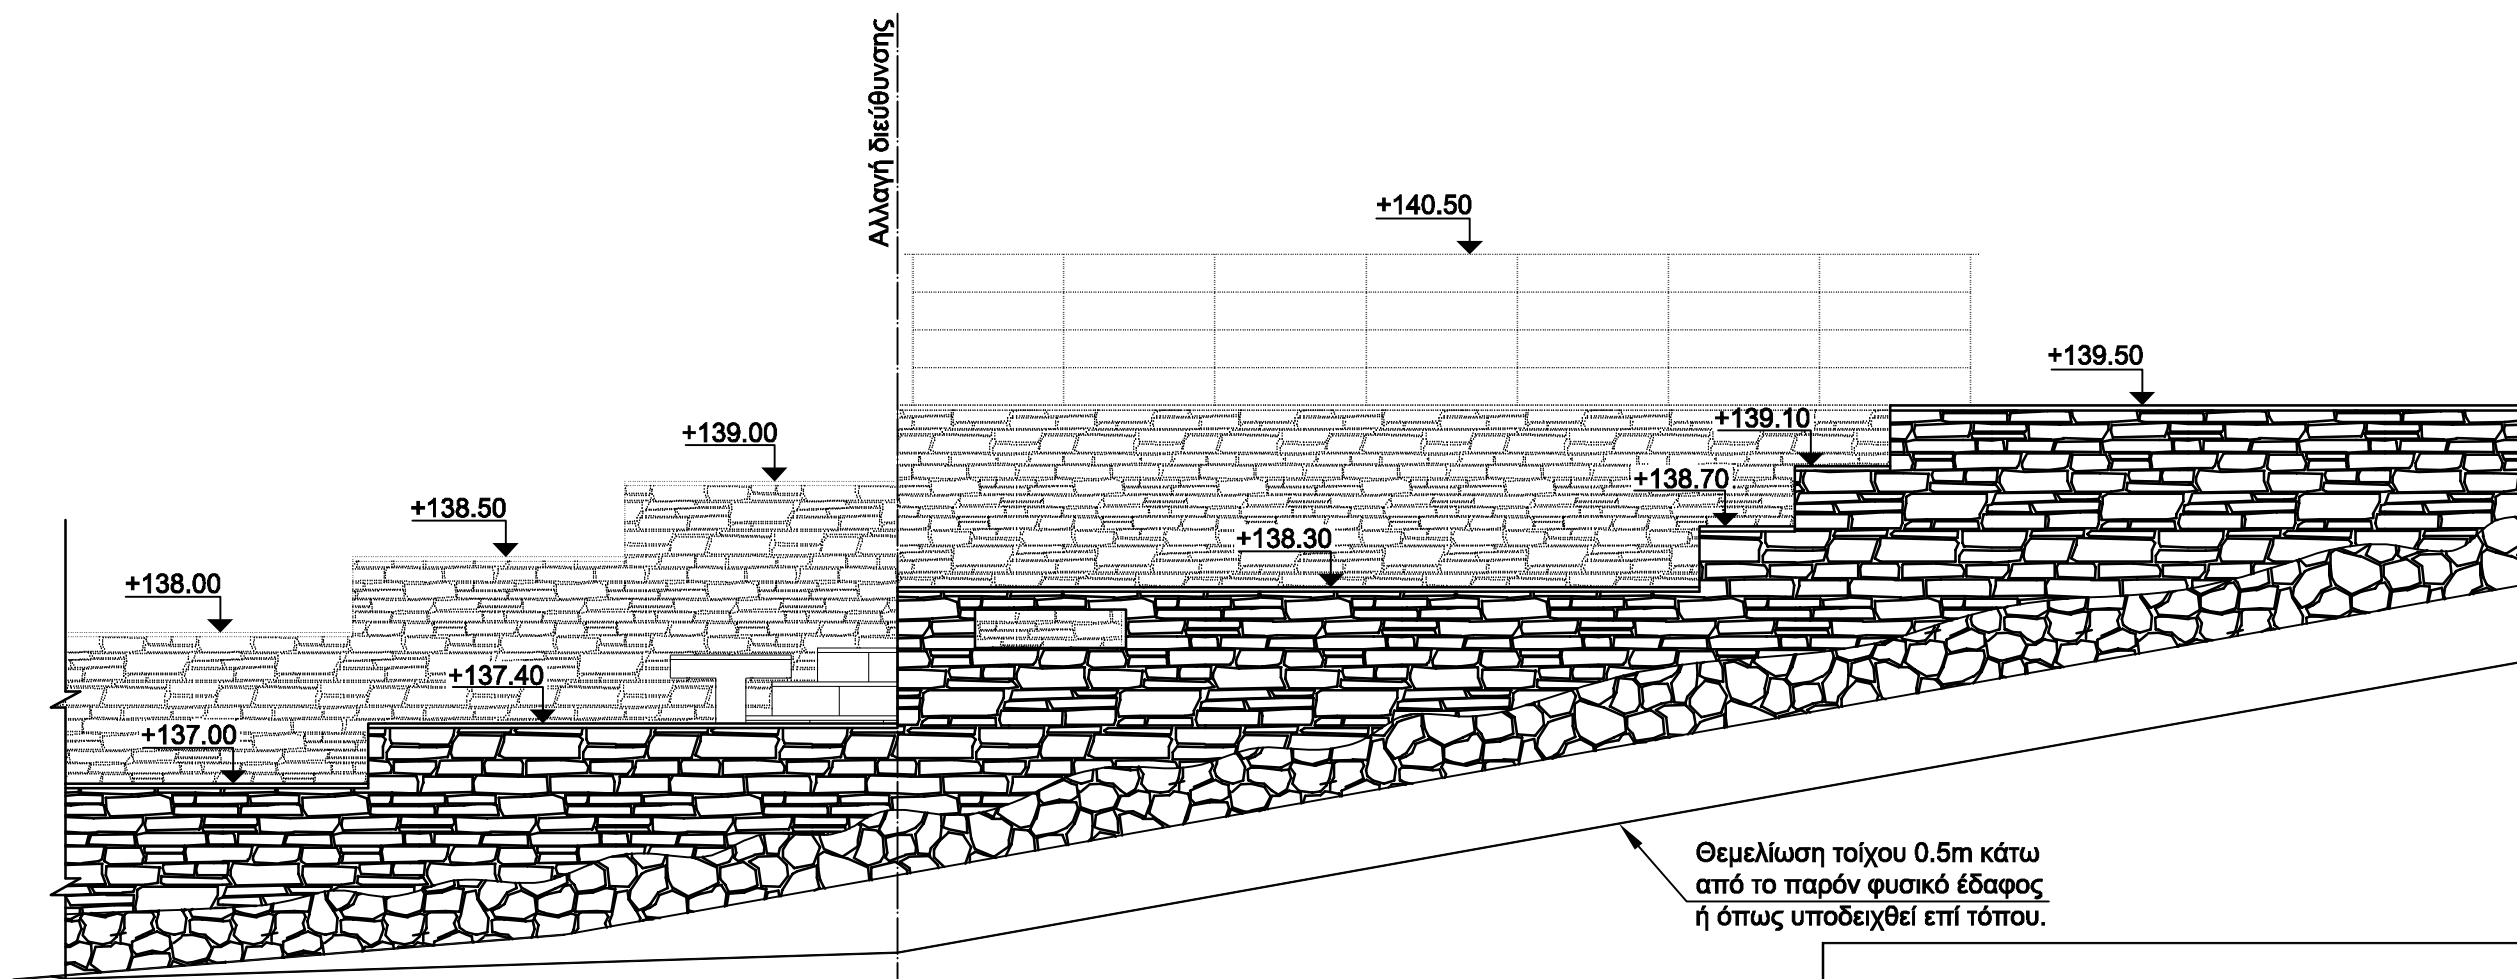 Αλλαγή διεύθυνσης
+140.50
+139.50
+139.10
+139.00
+138.70
+138.50
+138.30
+138.00
+137.40
+137.00
Θεμελίωση τοίχου 0.5m κάτω
από το παρόν φυσικό έδαφος
ή όπως υποδειχθεί επί τόπου.